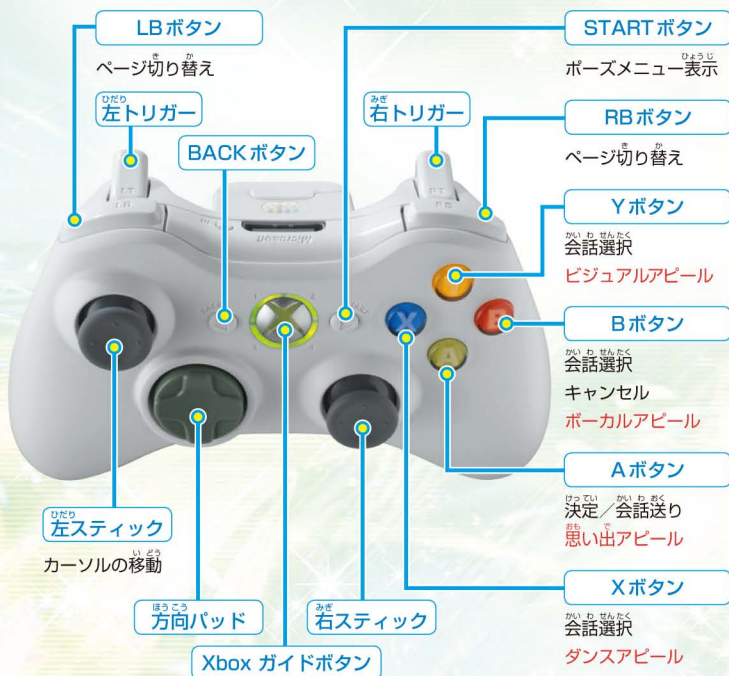 LBボタン
ページ切り替え
左トリガー
BACKボタン
右トリガー
STARTボタン
ポーズメニュー表示
RBボタン
ページ切り替え
Yボタン
会話選択
ビジュアルアピール
Bボタン
会話選択
キャンセル
ボーカルアピール
Aボタン
決定／会話送り
思い出アピール
Xボタン
会話選択
ダンスアピール
左スティック
カーソルの移動
方向パッド
右スティック
Xbox ガイドボタン
LT
LB
RT
RB
Microsoft
X
A